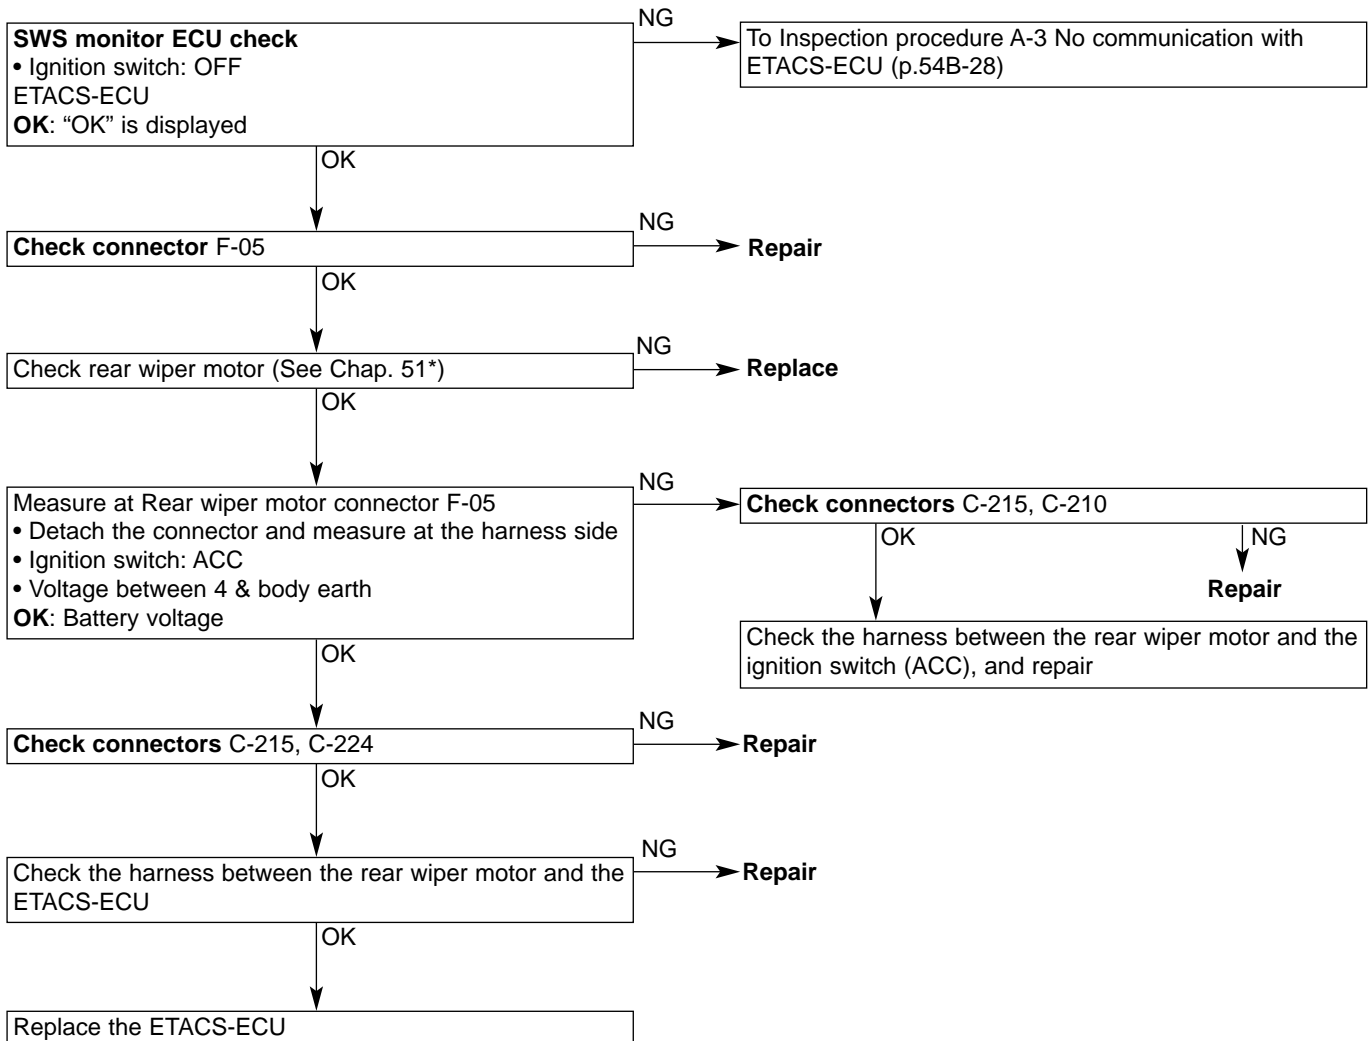 NG
SWS monitor ECU check
• Ignition switch: OFF
ETACS-ECU
OK: “OK” is displayed
To Inspection procedure A-3 No communication with
ETACS-ECU (p.54B-28)
OK
NG
Check connector F-05
Repair
OK
NG
Check rear wiper motor (See Chap. 51*)
Replace
OK
NG
Measure at Rear wiper motor connector F-05
• Detach the connector and measure at the harness side
• Ignition switch: ACC
• Voltage between 4 & body earth
OK: Battery voltage
Check connectors C-215, C-210
OK
NG
Repair
Check the harness between the rear wiper motor and the
ignition switch (ACC), and repair
OK
NG
Check connectors C-215, C-224
Repair
OK
NG
Check the harness between the rear wiper motor and the
ETACS-ECU
Repair
OK
Replace the ETACS-ECU